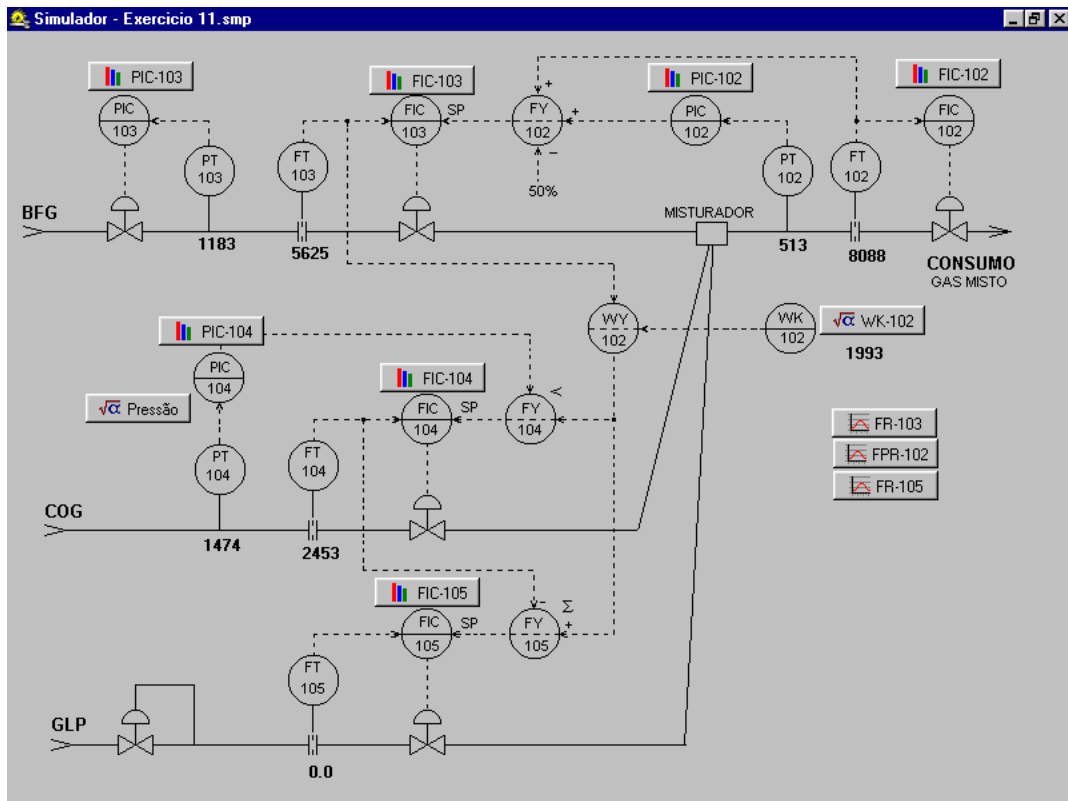 Simulador - Exercicio 11.smp
PIC-103
FIC-103
PIC-102
FIC-102
PIC
103
FIC
103
SP
FY
102
+
+
−
PIC
102
FIC
102
PT
103
FT
103
PT
102
FT
102
50%
BFG
MISTURADOR
1183
5625
513
8088
CONSUMO
GAS MISTO
WY
102
WK
102
√α WK-102
1993
PIC-104
PIC
104
FIC-104
√α Pressão
FIC
104
SP
FY
104
<
PT
104
FT
104
FR-103
FPR-102
FR-105
COG
1474
2453
FIC-105
FIC
105
SP
FY
105
-
Σ
+
FT
105
GLP
0.0